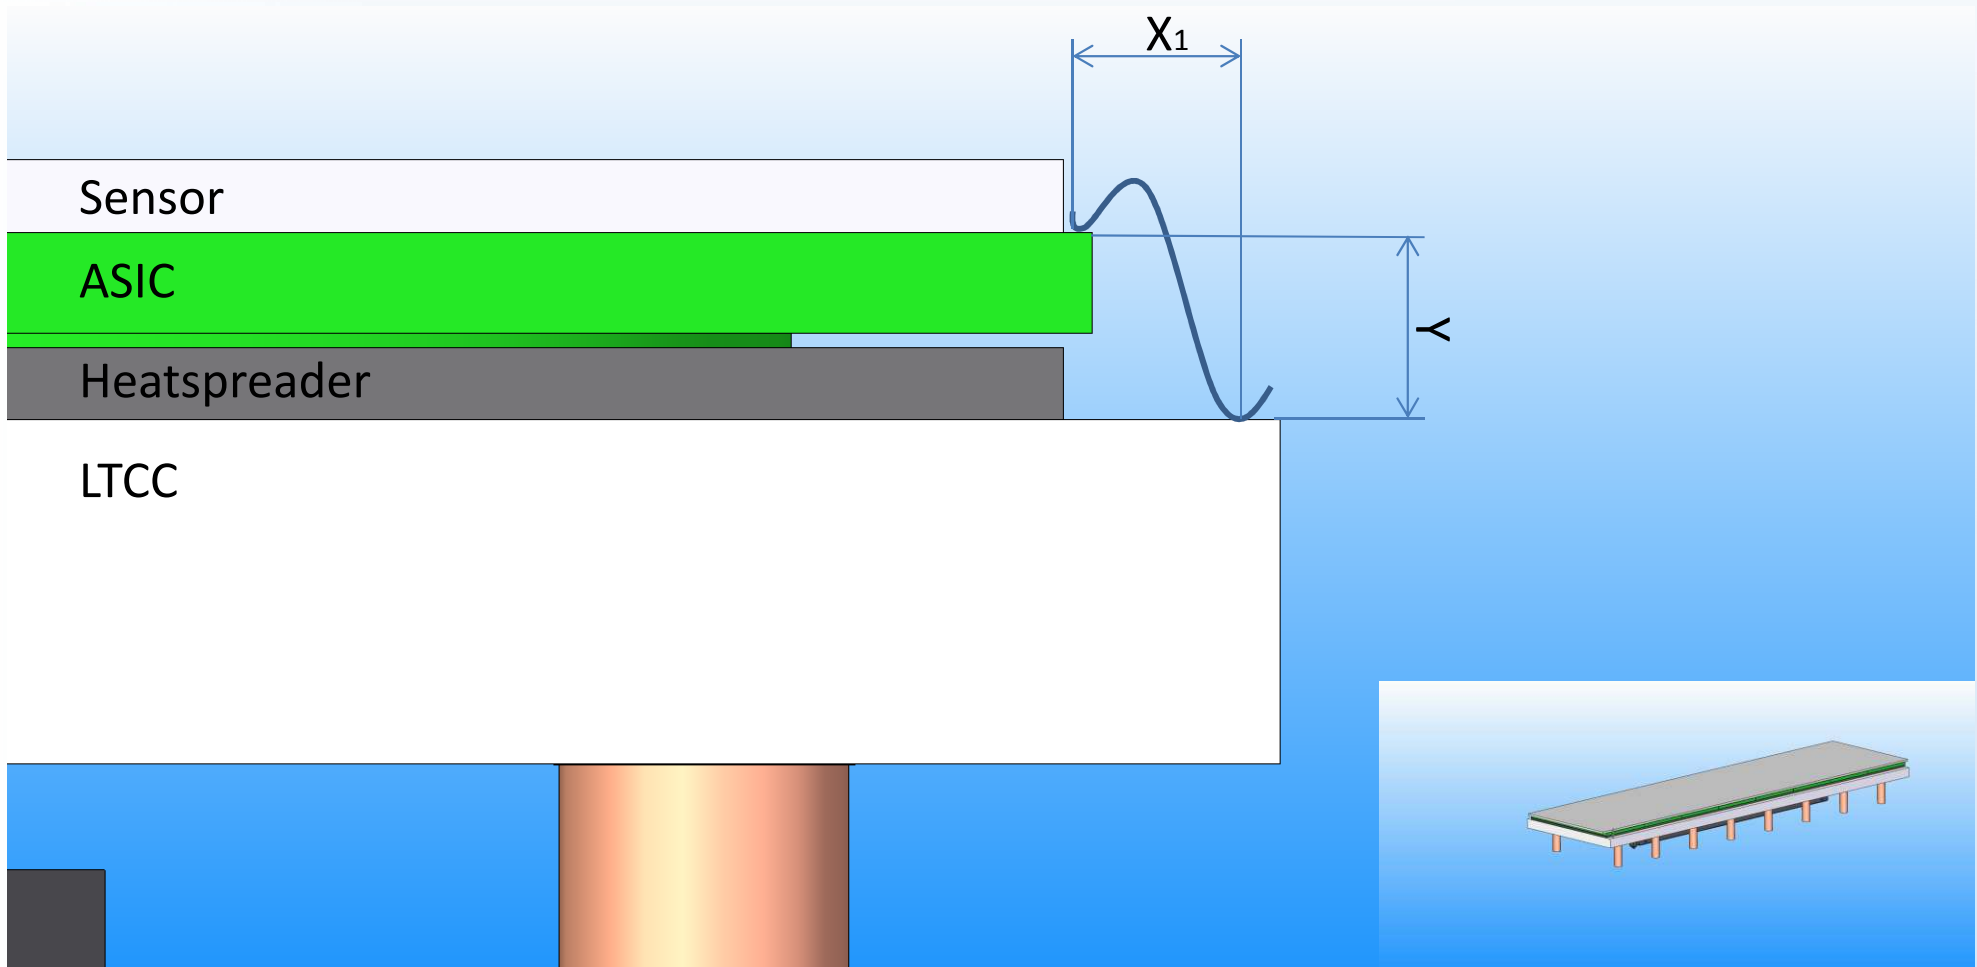 X1
Sensor
ASIC
Y
Heatspreader
LTCC